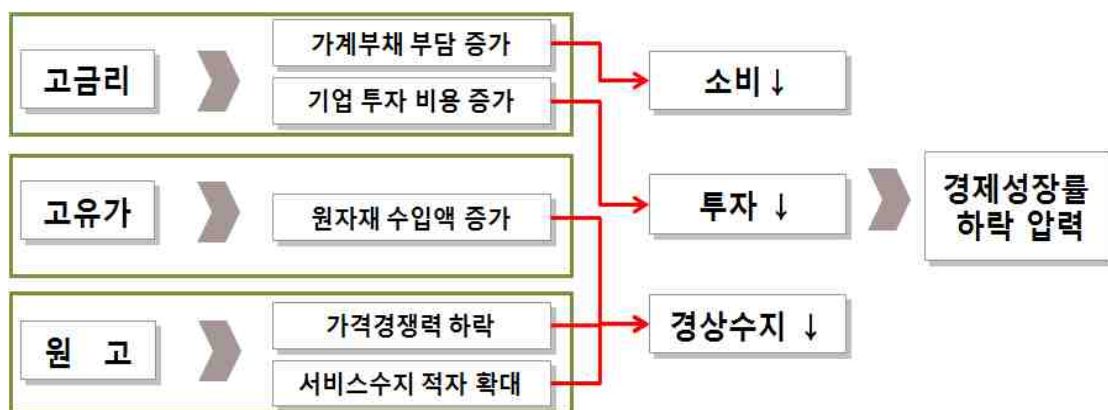 고금리
가계부채 부담 증가
기업 투자 비용 증가
소비 ↓
고유가
원자재 수입액 증가
투자 ↓
경제성장률
하락 압력
원 고
가격경쟁력 하락
서비스수지 적자 확대
경상수지 ↓